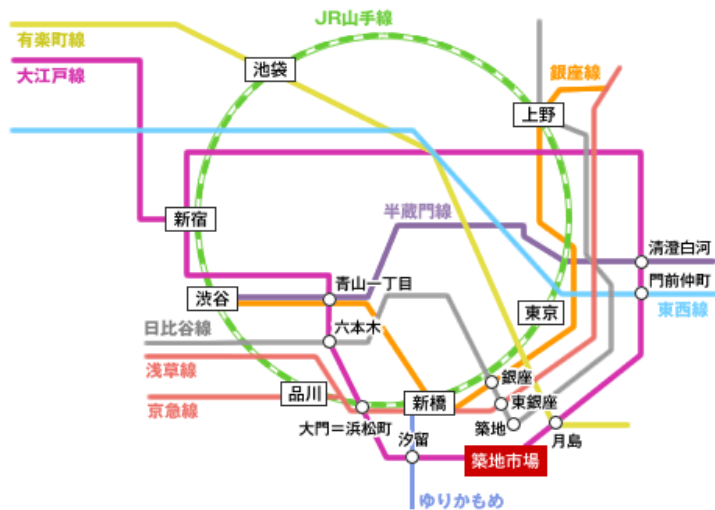 JR山手線
有楽町線
大江戸線
池袋
銀座線
上野
新宿
半蔵門線
清澄白河
青山一丁目
門前仲町
渋谷
東京
東西線
日比谷線
六本木
浅草線
銀座
品川
新橋
東銀座
京急線
大門=浜松町
築地
汐留
月島
築地市場
ゆりかもめ